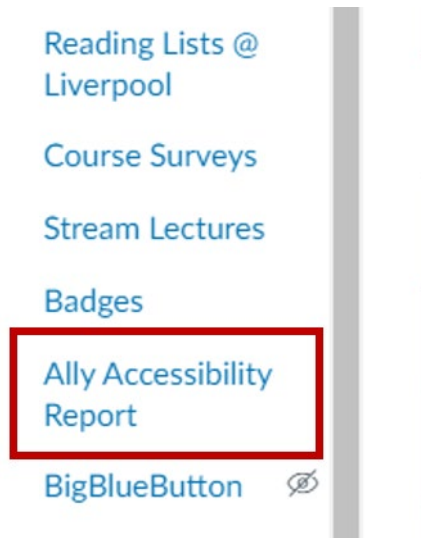 Reading Lists @
Liverpool
Course Surveys
Stream Lectures
Badges
Ally Accessibility
Report
BigBlueButton